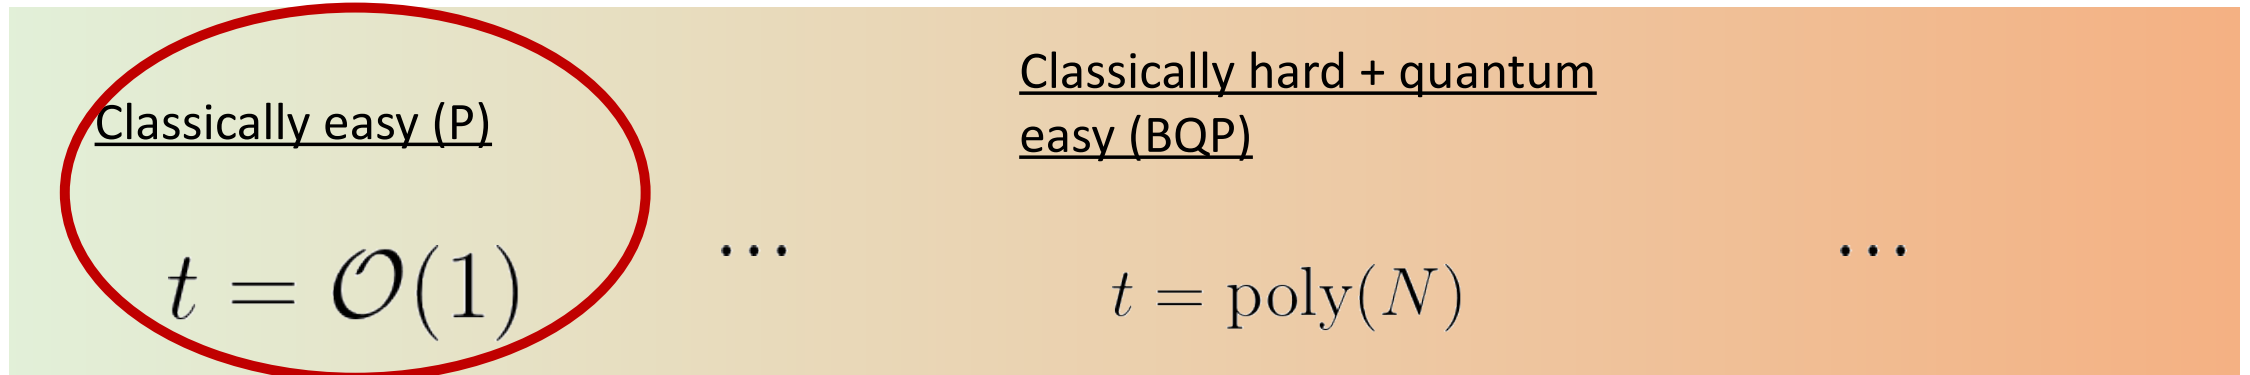 Classically easy (P)
t = 𝒪(1)
...
Classically hard + quantum
easy (BQP)
t = poly(N)
...